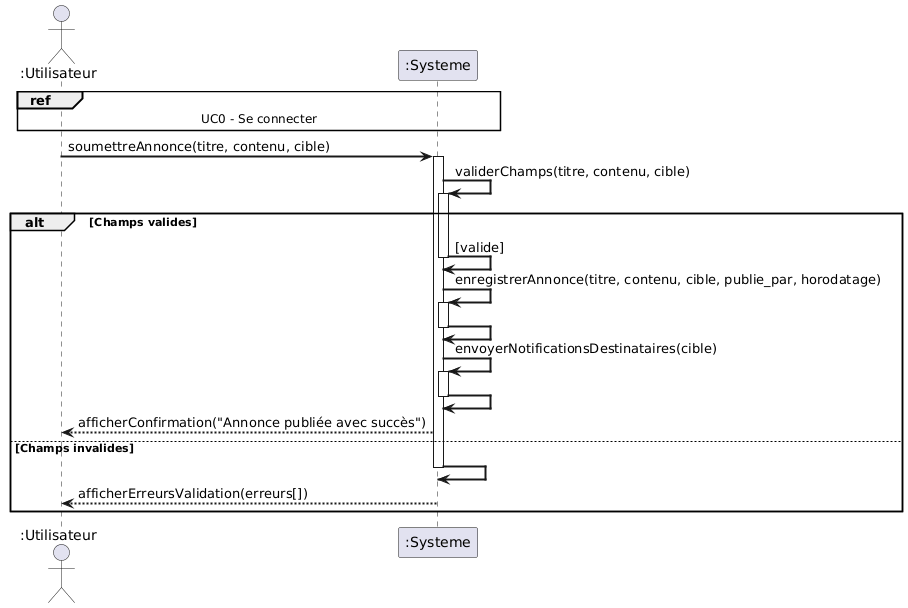 :Utilisateur
:Systeme
ref
UC0 - Se connecter
soumettreAnnonce(titre, contenu, cible)
validerChamps(titre, contenu, cible)
alt
[Champs valides]
[valide]
enregistrerAnnonce(titre, contenu, cible, publie_par, horodatage)
envoyerNotificationsDestinataires(cible)
afficherConfirmation("Annonce publiée avec succès")
[Champs invalides]
afficherErreursValidation(erreurs[])
:Utilisateur
:Systeme